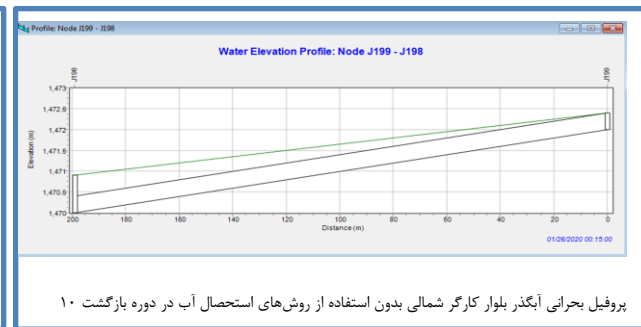 Profile: Node J199 - J198
Water Elevation Profile: Node J199 - J198
J198
J199
1,473
1,472.5
1,472
1,471.5
1,471
1,470.5
1,470
Elevation (m)
200 180 160 140 120 100 80 60 40 20 0
Distance (m)
01/26/2020 00:15:00
پروفیل بحرانی آبگذر بلوار کارگر شمالی بدون استفاده از روش‌های استحصال آب در دوره بازگشت ۱۰